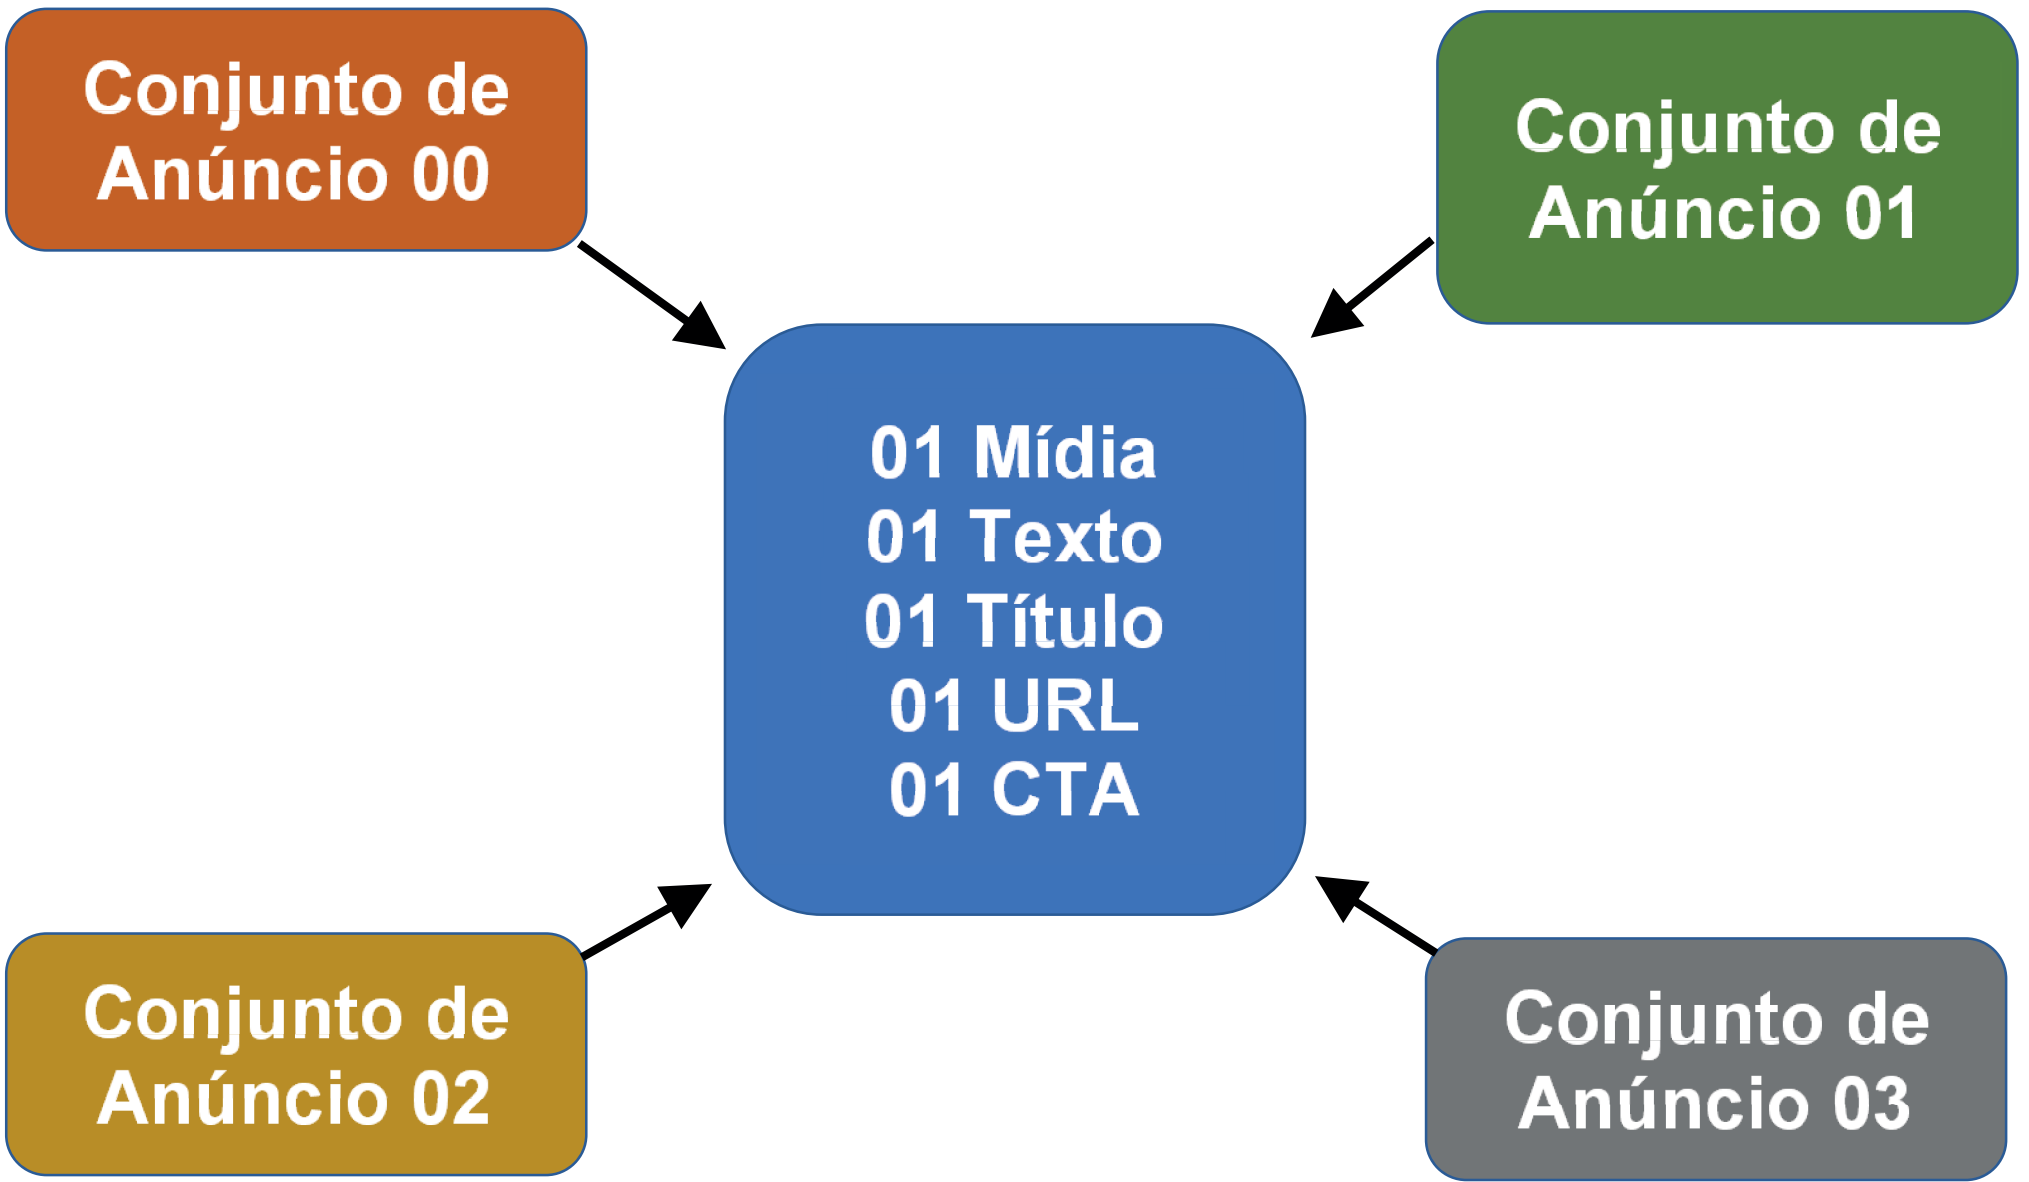 Conjunto de
Anúncio 00
Conjunto de
Anúncio 01
01 Mídia
01 Texto
01 Título
01 URL
01 CTA
Conjunto de
Anúncio 02
Conjunto de
Anúncio 03